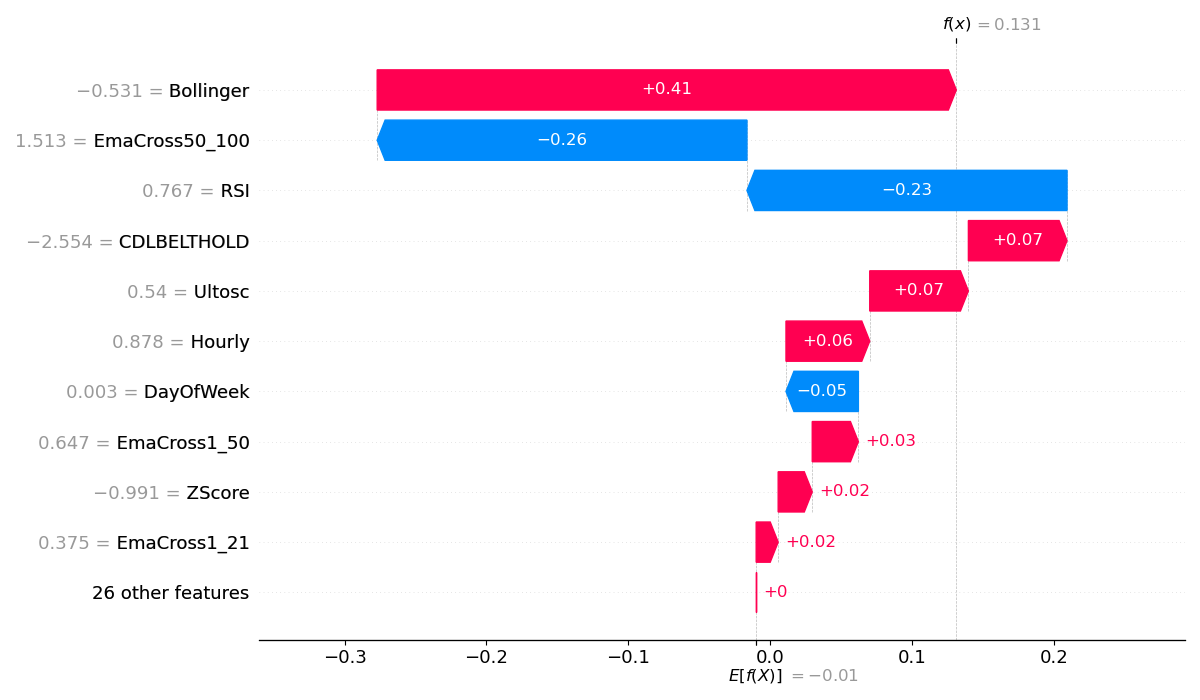 f(x) = 0.131
−0.531 = Bollinger +0.41
1.513 = EmaCross50_100 −0.26
0.767 = RSI −0.23
−2.554 = CDLBELTHOLD +0.07
0.54 = Ultosc +0.07
0.878 = Hourly +0.06
0.003 = DayOfWeek −0.05
0.647 = EmaCross1_50 +0.03
−0.991 = ZScore +0.02
0.375 = EmaCross1_21 +0.02
26 other features +0
−0.3 −0.2 −0.1 0.0 0.1 0.2
E[f(X)] = −0.01